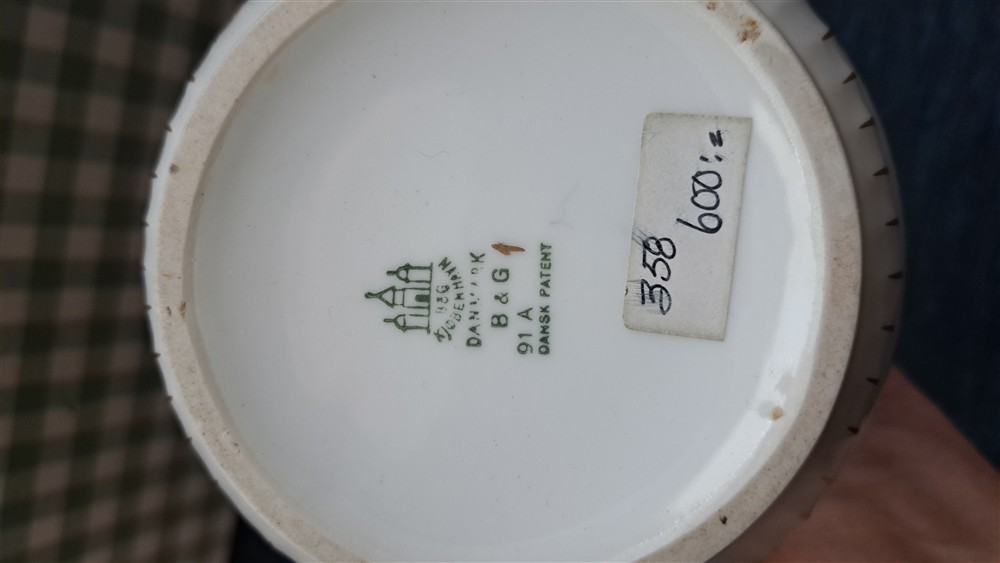 B&G
KJØBENHAVN
DANMARK
B & G
91 A
DANSK PATENT
358
600:=